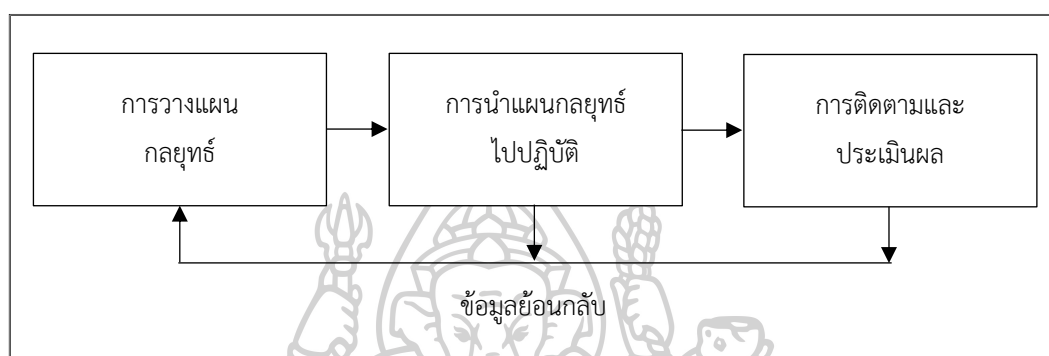 การวางแผน
กลยุทธ์
การนำแผนกลยุทธ์
ไปปฏิบัติ
การติดตามและ
ประเมินผล
ข้อมูลย้อนกลับ